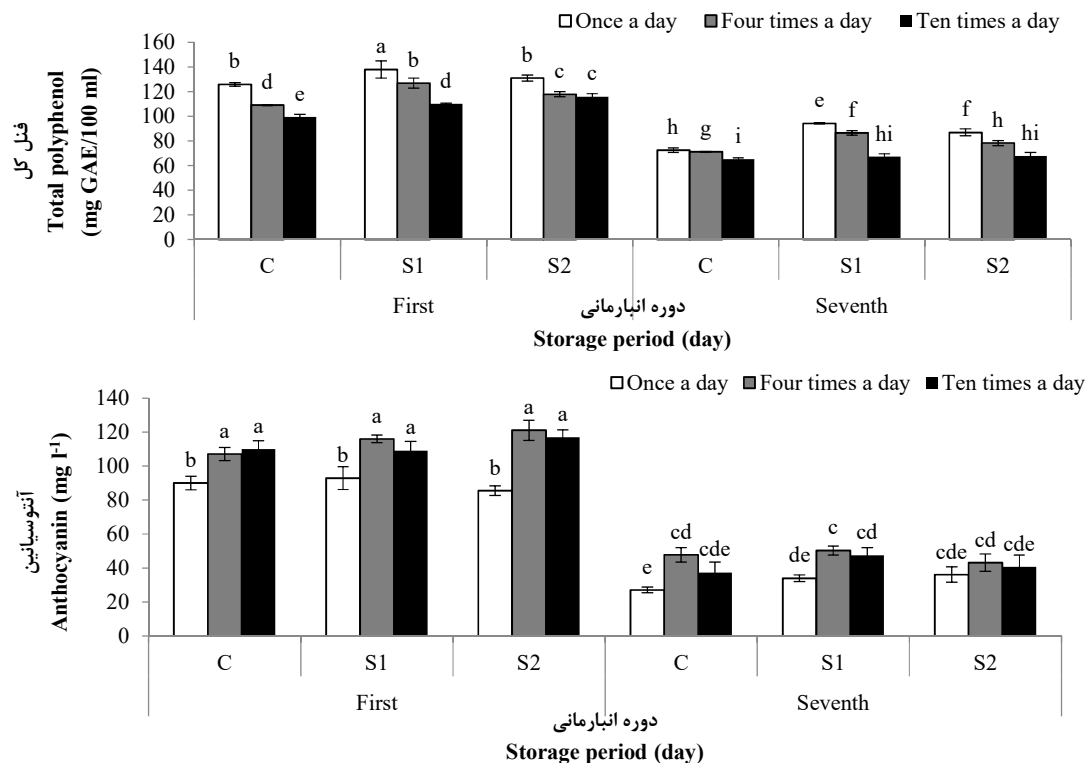 Once a day Four times a day Ten times a day
فنل کل
Total polyphenol
(mg GAE/100 ml)
160
140
120
100
80
60
40
20
0
b d e a b d b c c h g i e f hi f h hi
C S1 S2 C S1 S2
First Seventh
دوره انبارمانی
Storage period (day)
Once a day Four times a day Ten times a day
آنتوسیانین
Anthocyanin (mg l-1)
140
120
100
80
60
40
20
0
b a a b a a b a a e cd cde de c cd cde cd cde
C S1 S2 C S1 S2
First Seventh
دوره انبارمانی
Storage period (day)